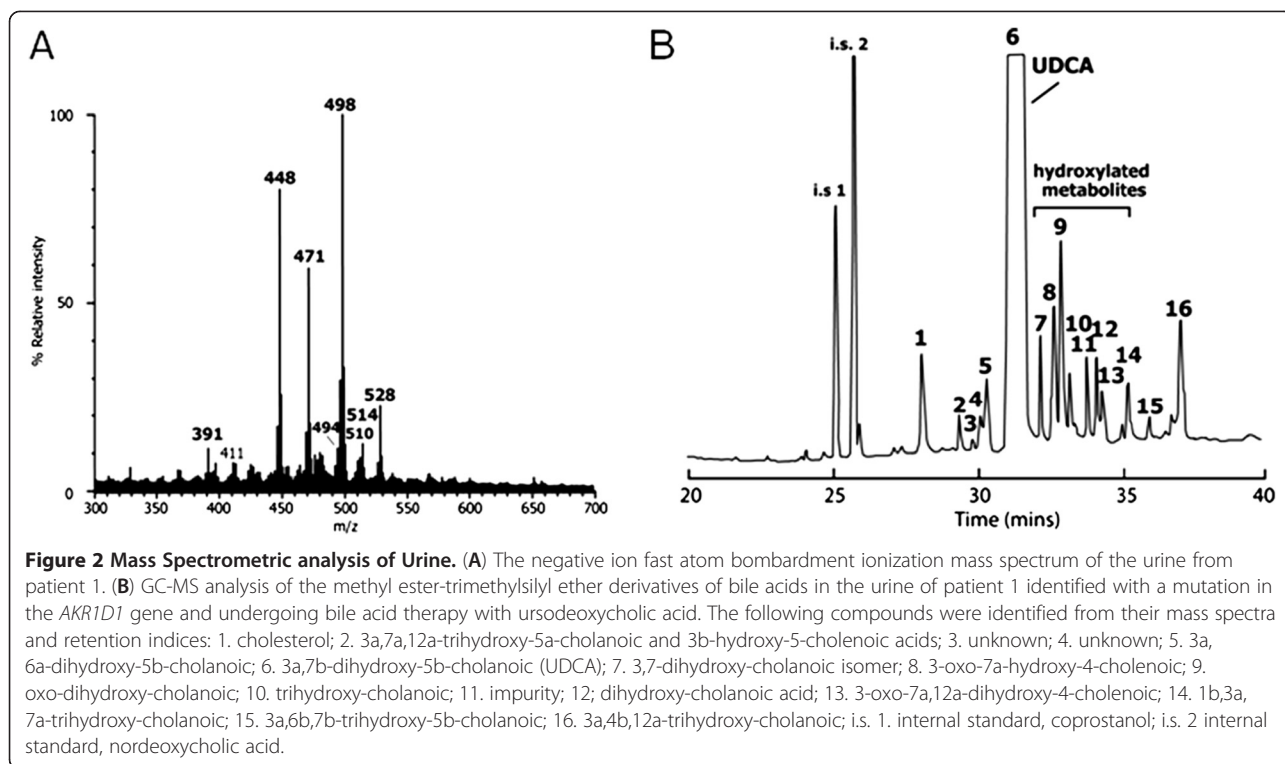 A
B
% Relative intensity
100
50
0
498
448
471
528
514
510
494
391
411
300
350
400
450
500
550
600
650
700
m/z
i.s 1
i.s. 2
6
UDCA
hydroxylated
metabolites
1
2
3
4
5
7
8
9
10
11
12
13
14
15
16
20
25
30
35
40
Time (mins)
Figure 2 Mass Spectrometric analysis of Urine. (A) The negative ion fast atom bombardment ionization mass spectrum of the urine from
patient 1. (B) GC-MS analysis of the methyl ester-trimethylsilyl ether derivatives of bile acids in the urine of patient 1 identified with a mutation in
the AKR1D1 gene and undergoing bile acid therapy with ursodeoxycholic acid. The following compounds were identified from their mass spectra
and retention indices: 1. cholesterol; 2. 3a,7a,12a-trihydroxy-5a-cholanoic and 3b-hydroxy-5-cholenoic acids; 3. unknown; 4. unknown; 5. 3a,
6a-dihydroxy-5b-cholanoic; 6. 3a,7b-dihydroxy-5b-cholanoic (UDCA); 7. 3,7-dihydroxy-cholanoic isomer; 8. 3-oxo-7a-hydroxy-4-cholenoic; 9.
oxo-dihydroxy-cholanoic; 10. trihydroxy-cholanoic; 11. impurity; 12; dihydroxy-cholanoic acid; 13. 3-oxo-7a,12a-dihydroxy-4-cholenoic; 14. 1b,3a,
7a-trihydroxy-cholanoic; 15. 3a,6b,7b-trihydroxy-5b-cholanoic; 16. 3a,4b,12a-trihydroxy-cholanoic; i.s. 1. internal standard, coprostanol; i.s. 2 internal
standard, nordeoxycholic acid.